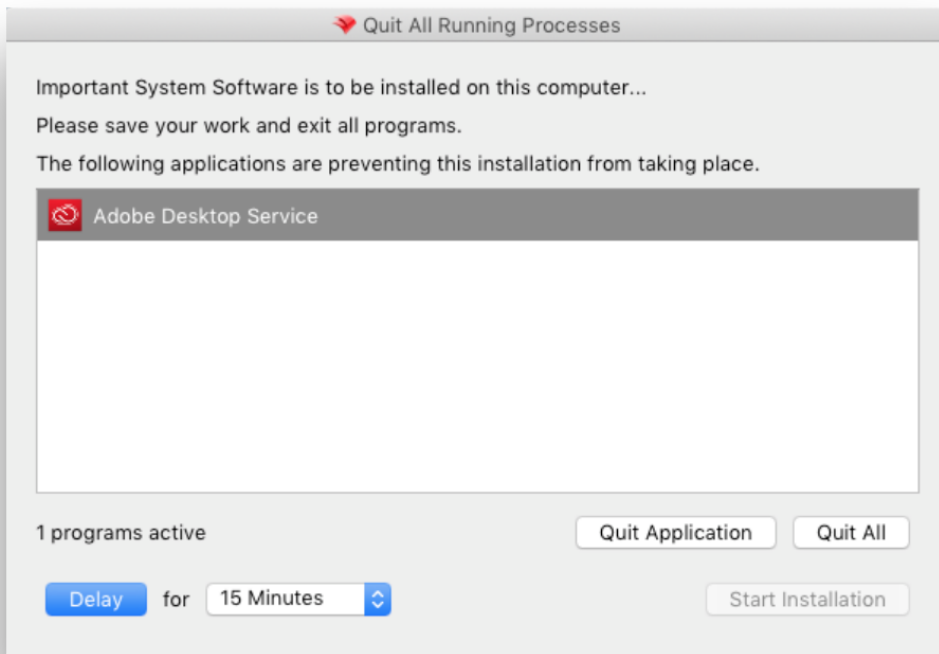 Quit All Running Processes
Important System Software is to be installed on this computer...
Please save your work and exit all programs.
The following applications are preventing this installation from taking place.
Adobe Desktop Service
1 programs active
Quit Application
Quit All
Delay for 15 Minutes
Start Installation